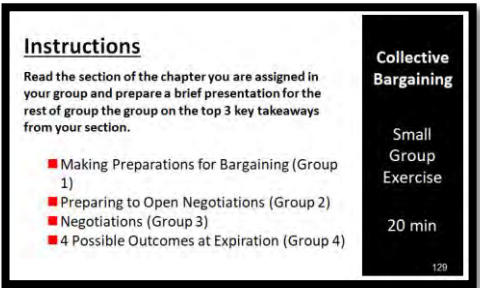 Instructions
Read the section of the chapter you are assigned in
your group and prepare a brief presentation for the
rest of group the group on the top 3 key takeaways
from your section.
Making Preparations for Bargaining (Group
1)
Preparing to Open Negotiations (Group 2)
Negotiations (Group 3)
4 Possible Outcomes at Expiration (Group 4)
Collective
Bargaining
Small
Group
Exercise
20 min
129